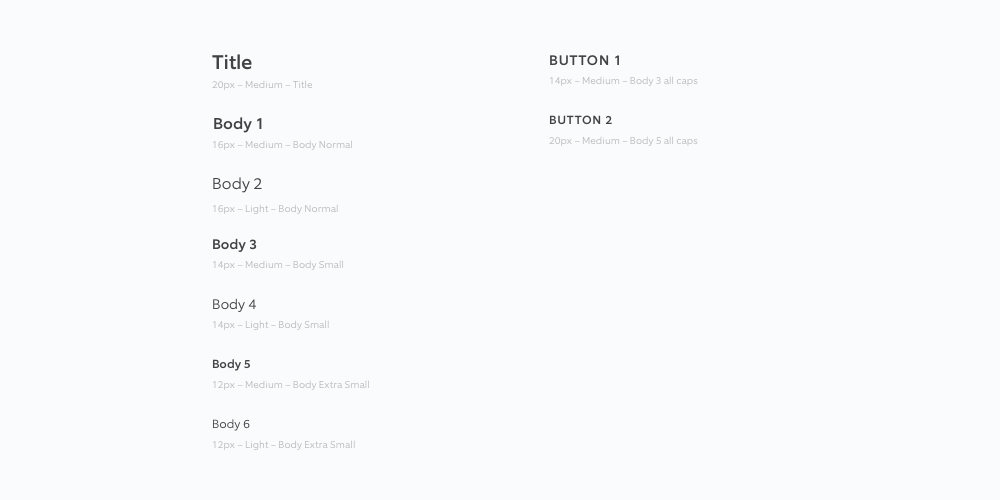 Title
20px – Medium – Title
Body 1
16px – Medium – Body Normal
Body 2
16px – Light – Body Normal
Body 3
14px – Medium – Body Small
Body 4
14px – Light – Body Small
Body 5
12px – Medium – Body Extra Small
Body 6
12px – Light – Body Extra Small
BUTTON 1
14px – Medium – Body 3 all caps
BUTTON 2
20px – Medium – Body 5 all caps